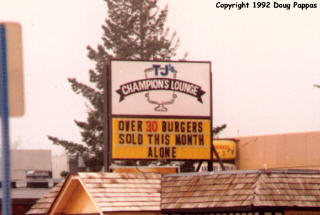 Copyright 1992 Doug Pappas
TJ's
CHAMPION'S LOUNGE
OVER 30 BURGERS
SOLD THIS MONTH
ALONE